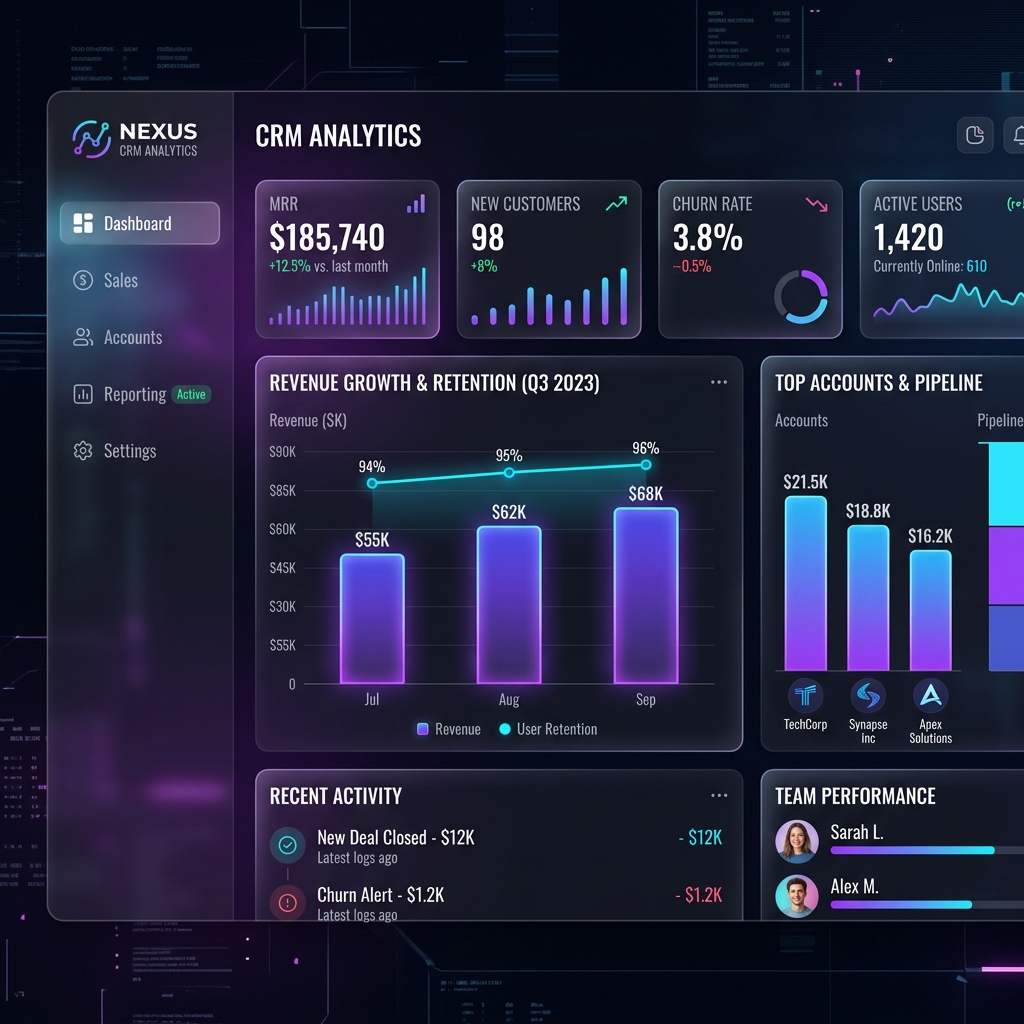 NEXUS
CRM ANALYTICS
Dashboard
Sales
Accounts
Reporting Active
Settings
CRM ANALYTICS
MRR
$185,740
+12.5% vs. last month
NEW CUSTOMERS
98
+8%
CHURN RATE
3.8%
−0.5%
ACTIVE USERS
1,420
Currently Online: 610
REVENUE GROWTH & RETENTION (Q3 2023)
Revenue ($K)
$90K
$85K
$60K
$45K
$30K
$55K
0
94%
95%
96%
$55K
$62K
$68K
Jul
Aug
Sep
Revenue
User Retention
TOP ACCOUNTS & PIPELINE
Accounts
Pipeline
$21.5K
$18.8K
$16.2K
TechCorp
Synapse
Inc
Apex
Solutions
RECENT ACTIVITY
New Deal Closed - $12K
- $12K
Latest logs ago
Churn Alert - $1.2K
- $1.2K
Latest logs ago
TEAM PERFORMANCE
Sarah L.
Alex M.